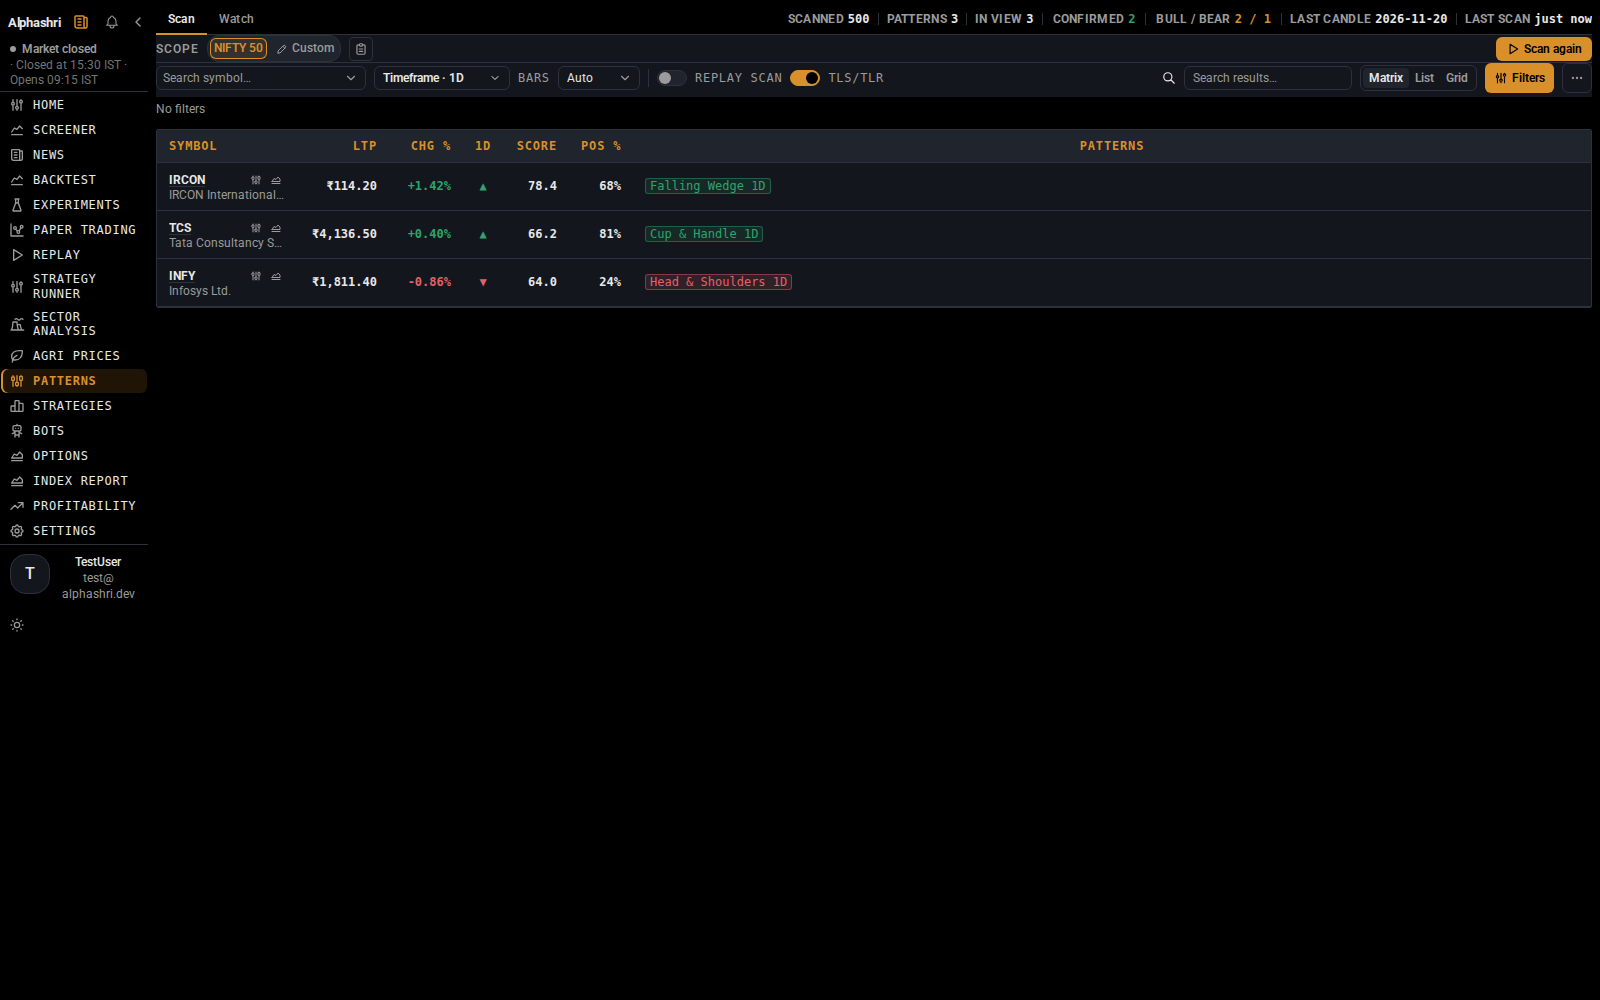 Alphashri
Market closed
· Closed at 15:30 IST ·
Opens 09:15 IST
HOME
SCREENER
NEWS
BACKTEST
EXPERIMENTS
PAPER TRADING
REPLAY
STRATEGY
RUNNER
SECTOR
ANALYSIS
AGRI PRICES
PATTERNS
STRATEGIES
BOTS
OPTIONS
INDEX REPORT
PROFITABILITY
SETTINGS
T
TestUser
test@
alphashri.dev
Scan Watch
SCANNED 500 PATTERNS 3 IN VIEW 3 CONFIRMED 2 BULL / BEAR 2 / 1 LAST CANDLE 2026-11-20 LAST SCAN just now
SCOPE NIFTY 50 Custom Scan again
Search symbol... Timeframe · 1D BARS Auto REPLAY SCAN TLS/TLR Search results... Matrix List Grid Filters ...
No filters
SYMBOL LTP CHG % 1D SCORE POS % PATTERNS
IRCON ₹114.20 +1.42% ▲ 78.4 68% Falling Wedge 1D
IRCON International...
TCS ₹4,136.50 +0.40% ▲ 66.2 81% Cup & Handle 1D
Tata Consultancy S...
INFY ₹1,811.40 -0.86% ▼ 64.0 24% Head & Shoulders 1D
Infosys Ltd.